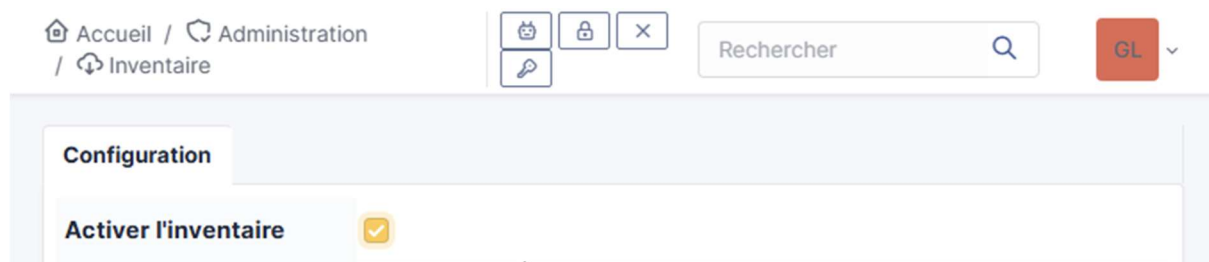 Accueil / Administration
/ Inventaire
Rechercher
GL
Configuration
Activer l'inventaire